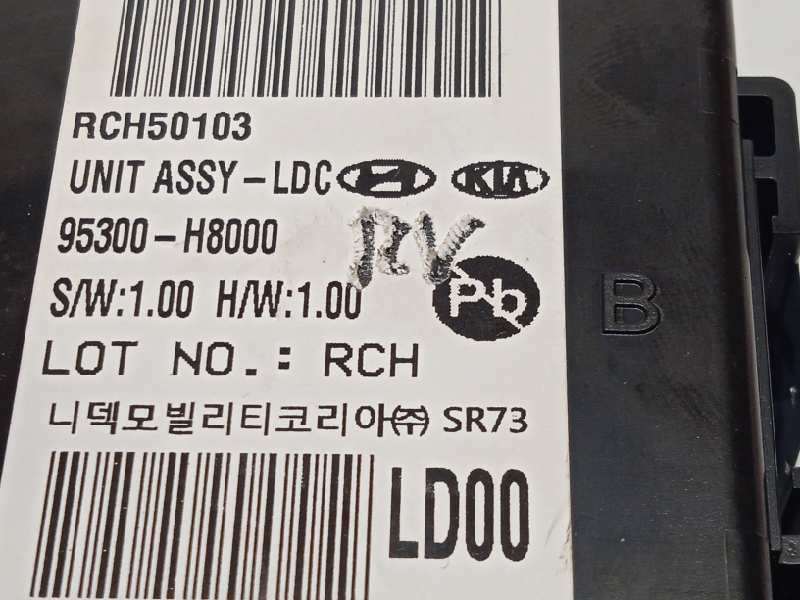 RCH50103
UNIT ASSY-LDC KIA
95300-H8000 RV
S/W:1.00 H/W:1.00 Pb
B
LOT NO.: RCH
니덱모빌리티코리아㈜ SR73
LD00